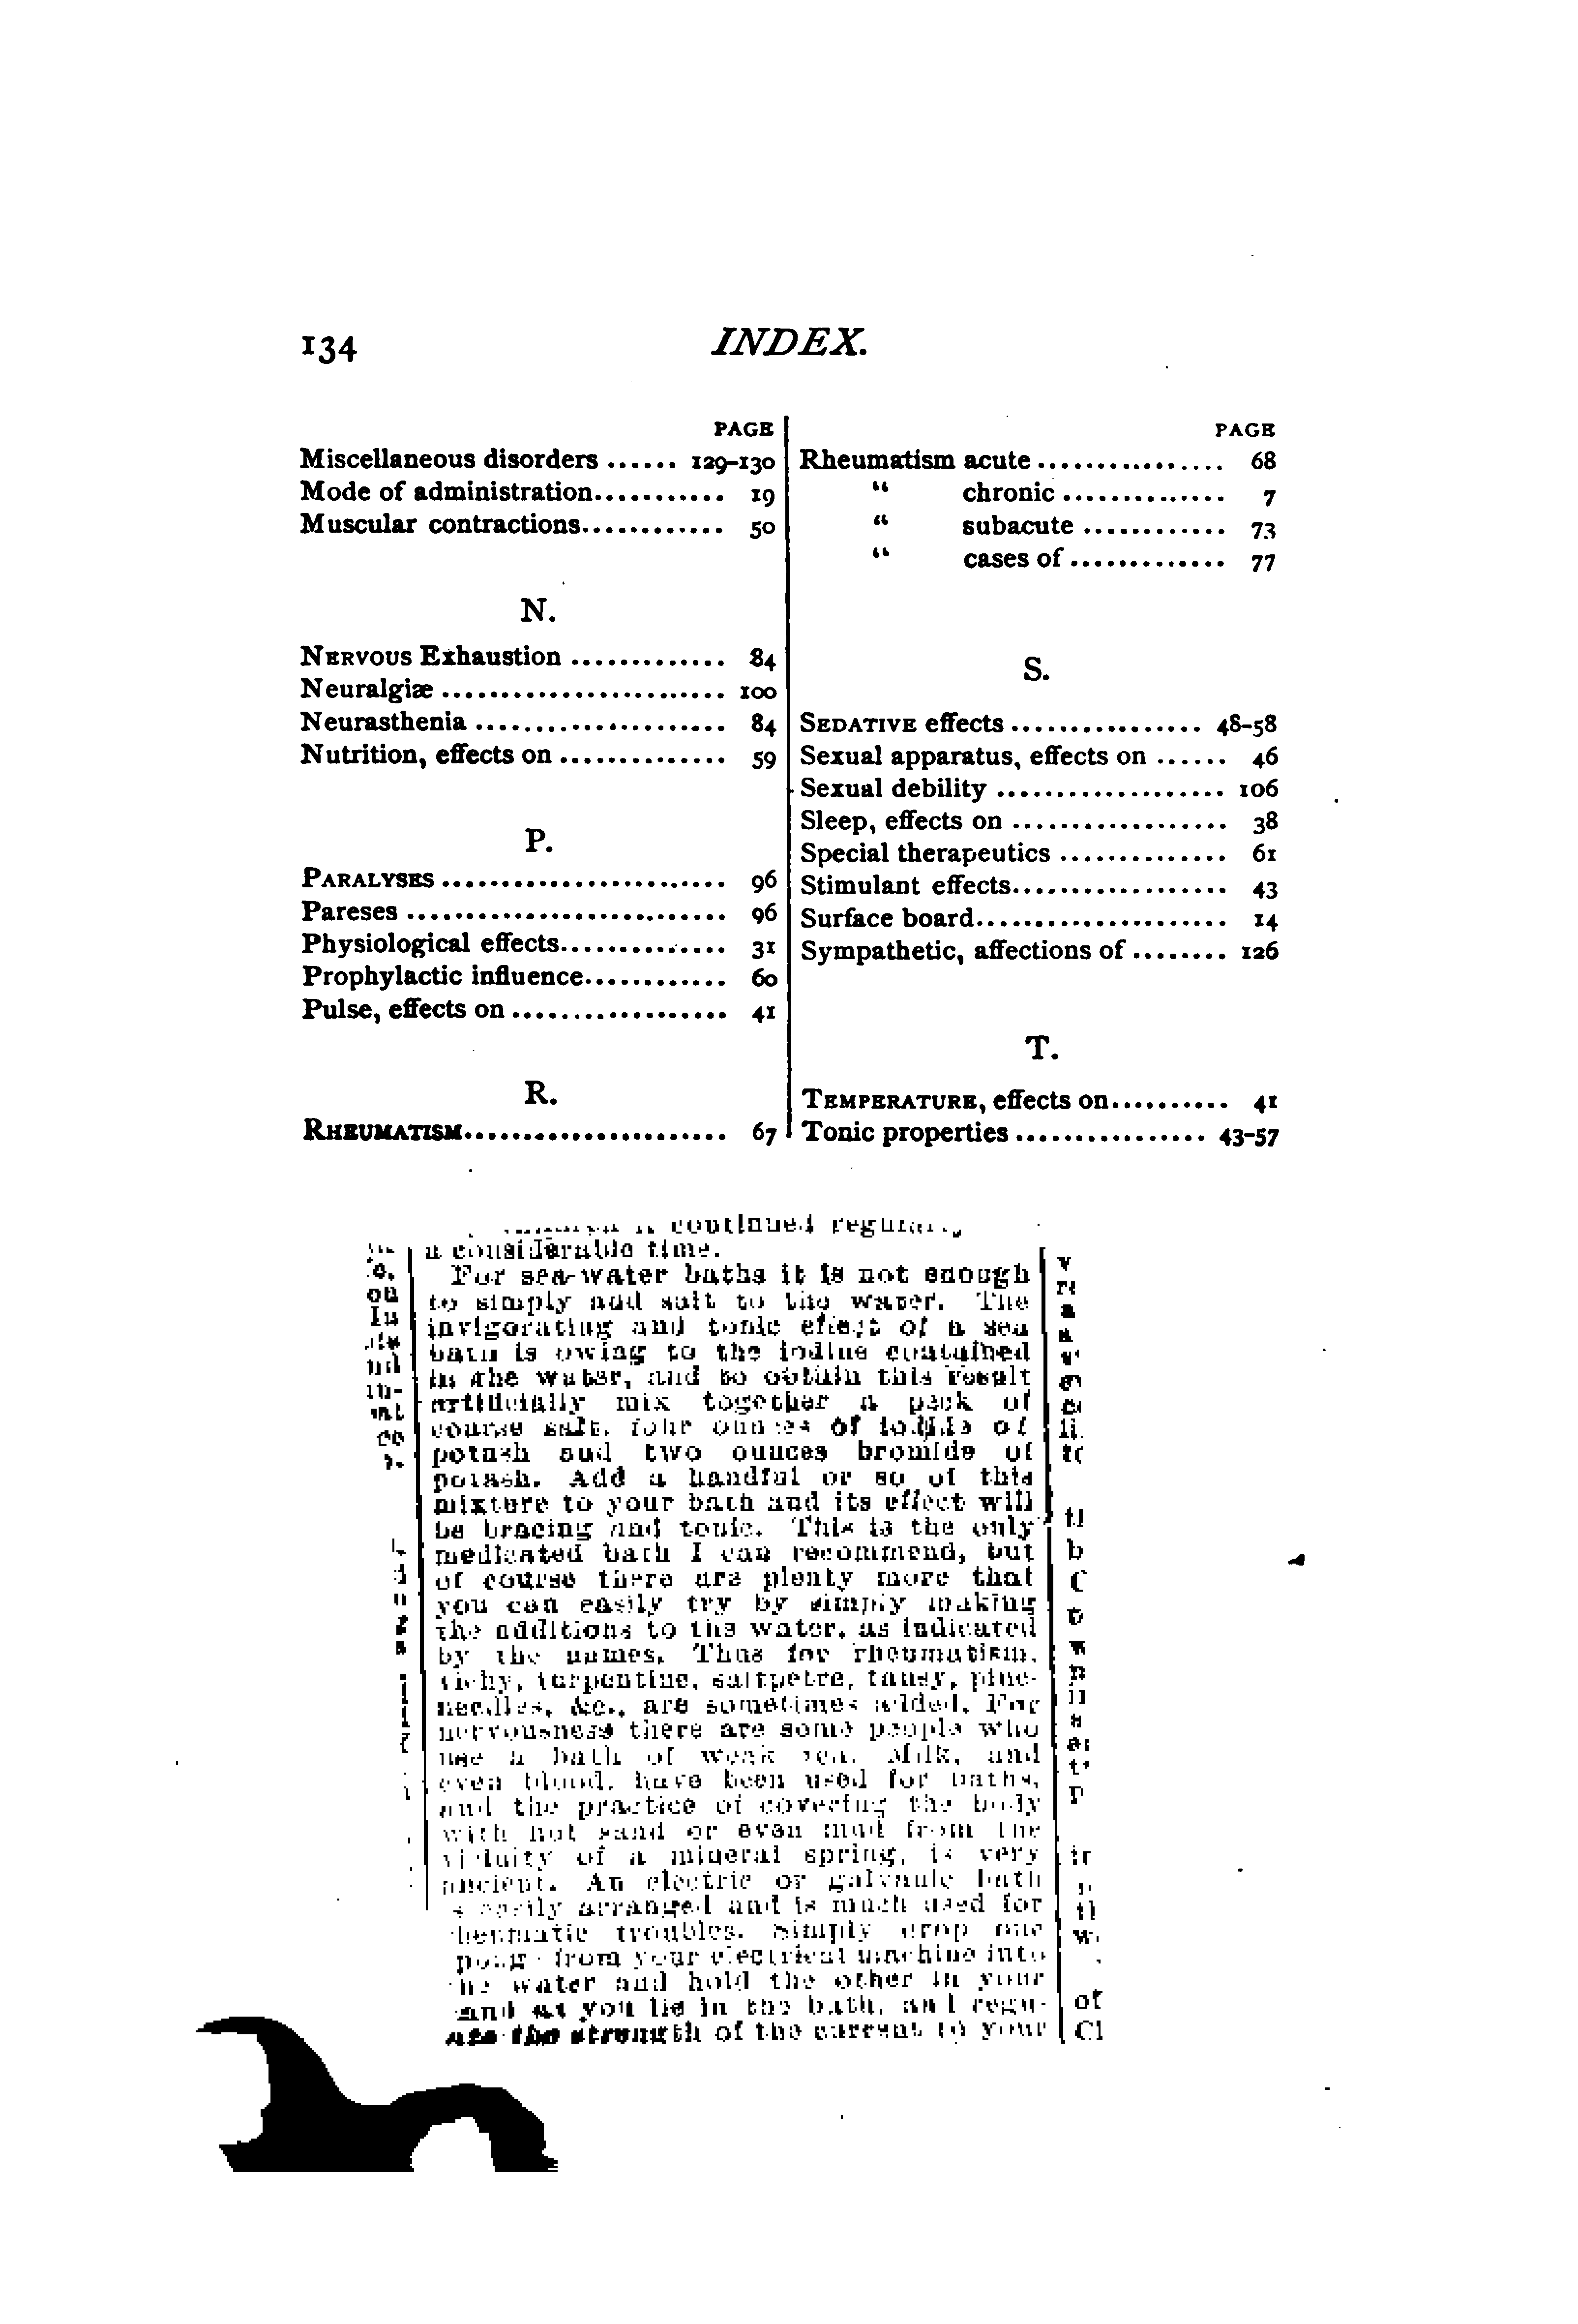 134
INDEX.
PAGE
Miscellaneous disorders ...... 129-130
Mode of administration........... 19
Muscular contractions............ 50
N.
NERVOUS Exhaustion ............. 84
Neuralgiæ ........................ 100
Neurasthenia ..................... 84
Nutrition, effects on .............. 59
P.
PARALYSES ........................ 96
Pareses ........................... 96
Physiological effects.............. 31
Prophylactic influence............ 60
Pulse, effects on .................. 41
R.
RHEUMATISM...................... 67
PAGE
Rheumatism acute ................ 68
“ chronic .............. 7
“ subacute ............ 73
“ cases of ............. 77
S.
SEDATIVE effects ................ 48-58
Sexual apparatus, effects on ...... 46
Sexual debility ................... 106
Sleep, effects on .................. 38
Special therapeutics .............. 61
Stimulant effects.................. 43
Surface board..................... 14
Sympathetic, affections of ........ 126
T.
TEMPERATURE, effects on.......... 41
Tonic properties ................ 43-57
continued
a considerable time.
For sea-water baths it is not enough
to simply add salt to the water. The
invigorating and tonic effect of a sea
bath is owing to the iodine contained
in the water, and to obtain this result
artificially mix together a peck of
course salt, four ounces of iodide of
potash and two ounces bromide of
potash. Add a handful or so of this
mixture to your bath and its effect will
be bracing and tonic. This is the only
medicated bath I can recommend, but
of course there are plenty more that
you can easily try by simply making
the additions to the water, as indicated
by the names. Thus for rheumatism,
vichy, turpentine, saltpetre, tansy, pine-
needles, &c., are sometimes added. For
nervousness there are some people who
use a bath of weak tea. Milk, and
even blood, have been used for baths,
and the practice of covering the body
with hot sand or even mud from the
vicinity of a mineral spring, is very
ancient. An electric or galvanic bath
easily arranged and is much used for
troubles. Simply drop one
from your electrical machine into
water and hold the other in your
as you lie in the bath, and regu-
the strength of the current to your